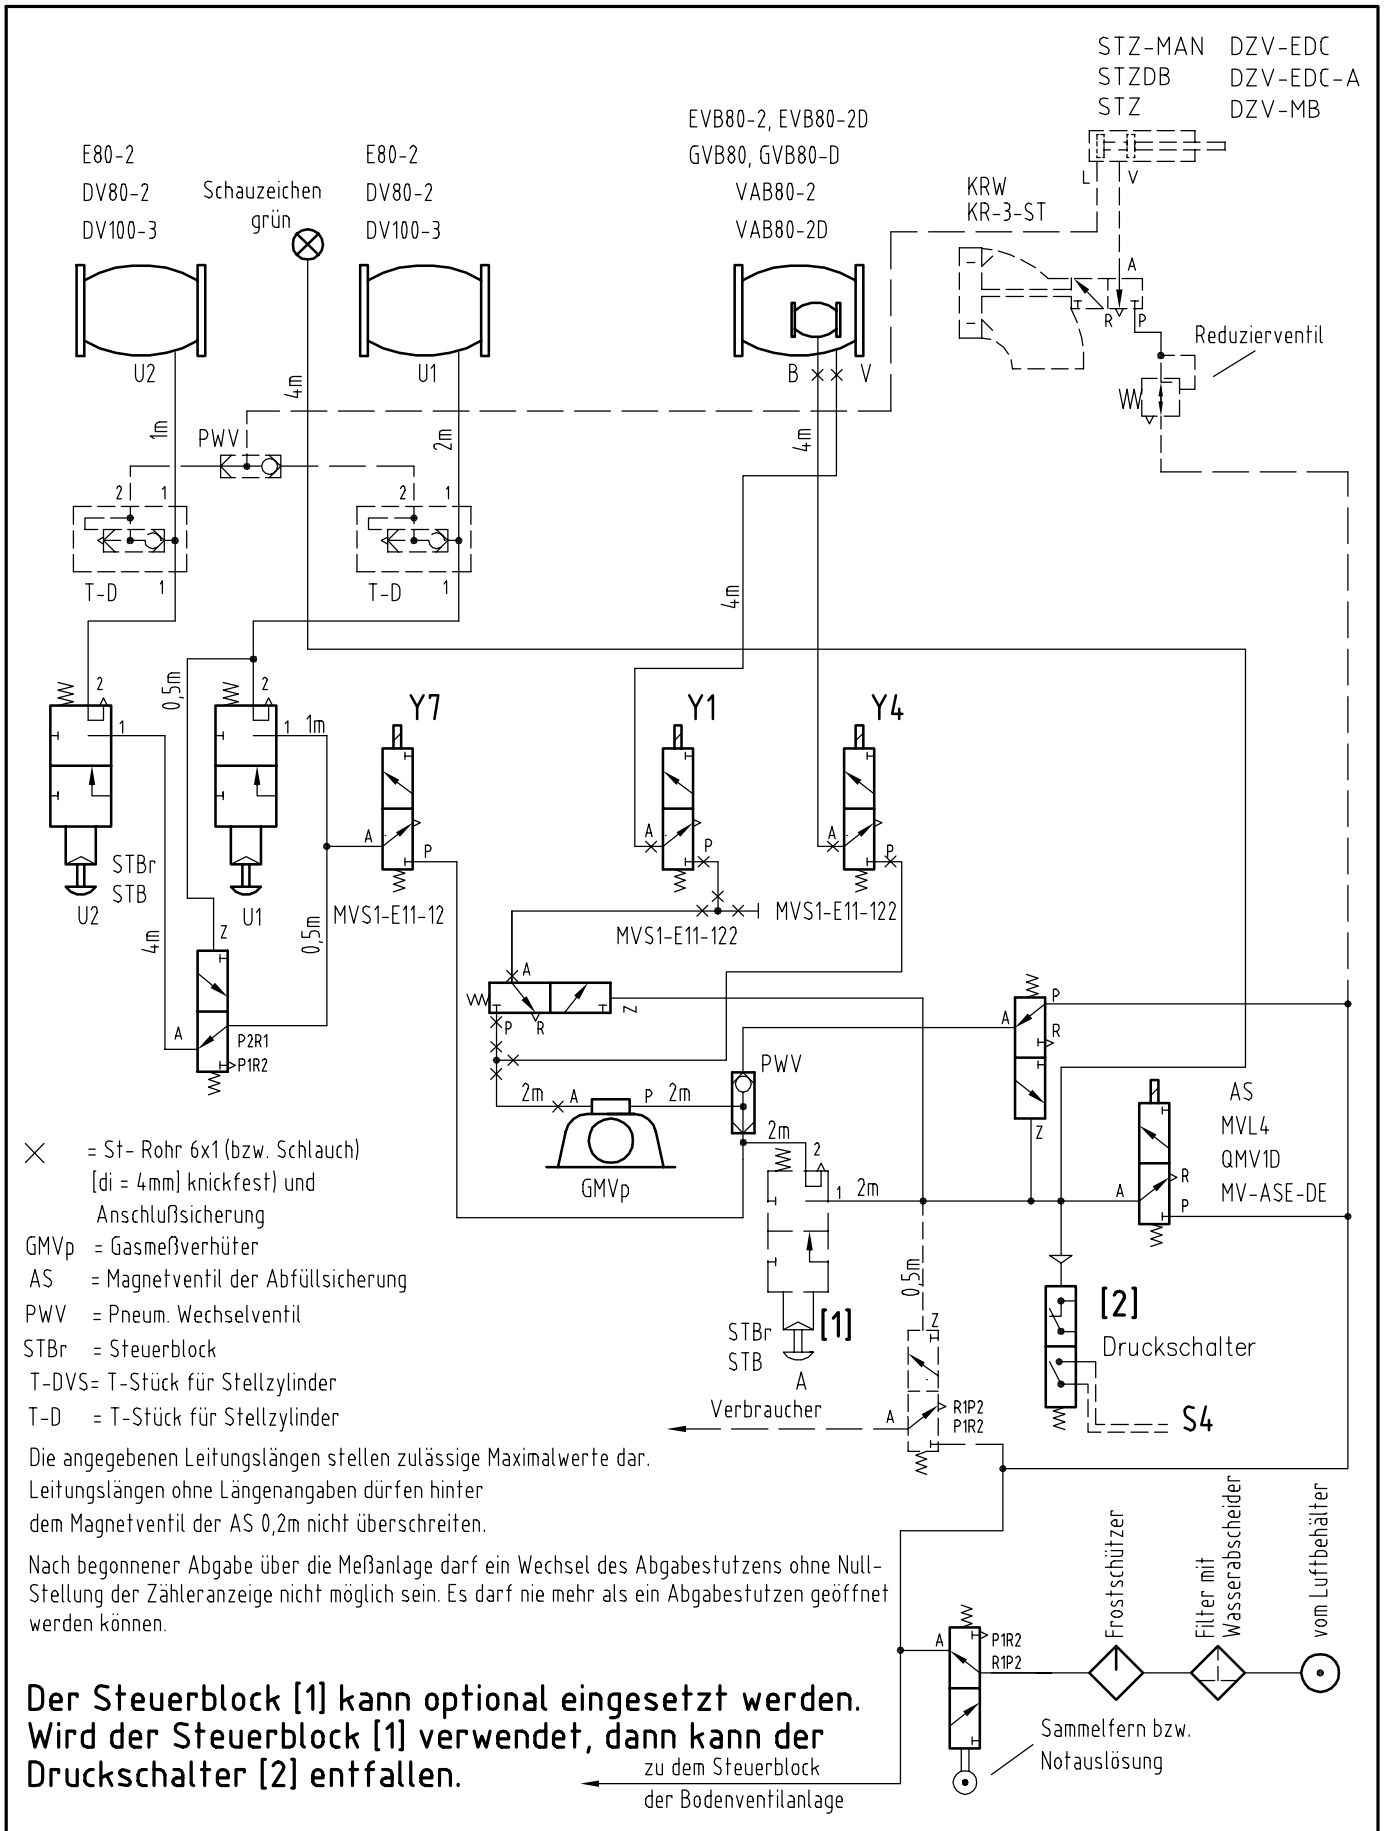 STZ-MAN DZV-EDC
STZDB DZV-EDC-A
STZ DZV-MB
EVB80-2, EVB80-2D
GVB80, GVB80-D
VAB80-2
VAB80-2D
E80-2
DV80-2
DV100-3
Schauzeichen
grün
E80-2
DV80-2
DV100-3
KRW
KR-3-ST
L V
A
R P
Reduzierventil
U2
U1
B V
4m
1m
PWV
2m
4m
2 1
2 1
T-D 1
T-D 1
4m
0,5m
2
1
2
1 1m
Y7
Y1
Y4
A
P
A
P
A
P
STBr
STB
U2
U1
MVS1-E11-12
MVS1-E11-122
MVS1-E11-122
4m
Z
0,5m
A
P2R1
P1R2
A
P R
Z
P
A
R
Z
PWV
2m A P 2m
GMVp
2m
2
1 2m
AS
MVL4
QMV1D
MV-ASE-DE
A
R
P
× = St- Rohr 6x1 (bzw. Schlauch)
[di = 4mm] knickfest) und
Anschlußsicherung
GMVp = Gasmeßverhüter
AS = Magnetventil der Abfüllsicherung
PWV = Pneum. Wechselventil
STBr = Steuerblock
T-DVS= T-Stück für Stellzylinder
T-D = T-Stück für Stellzylinder
0,5m
STBr
STB
[1]
A
Z
[2]
Druckschalter
S4
Verbraucher
A
R1P2
P1R2
Die angegebenen Leitungslängen stellen zulässige Maximalwerte dar.
Leitungslängen ohne Längenangaben dürfen hinter
dem Magnetventil der AS 0,2m nicht überschreiten.
Nach begonnener Abgabe über die Meßanlage darf ein Wechsel des Abgabestutzens ohne Null-
Stellung der Zähleranzeige nicht möglich sein. Es darf nie mehr als ein Abgabestutzen geöffnet
werden können.
Frostschützer
Filter mit
Wasserabscheider
vom Luftbehälter
A
P1R2
R1P2
Sammelfern bzw.
Notauslösung
Der Steuerblock [1] kann optional eingesetzt werden.
Wird der Steuerblock [1] verwendet, dann kann der
Druckschalter [2] entfallen.
zu dem Steuerblock
der Bodenventilanlage